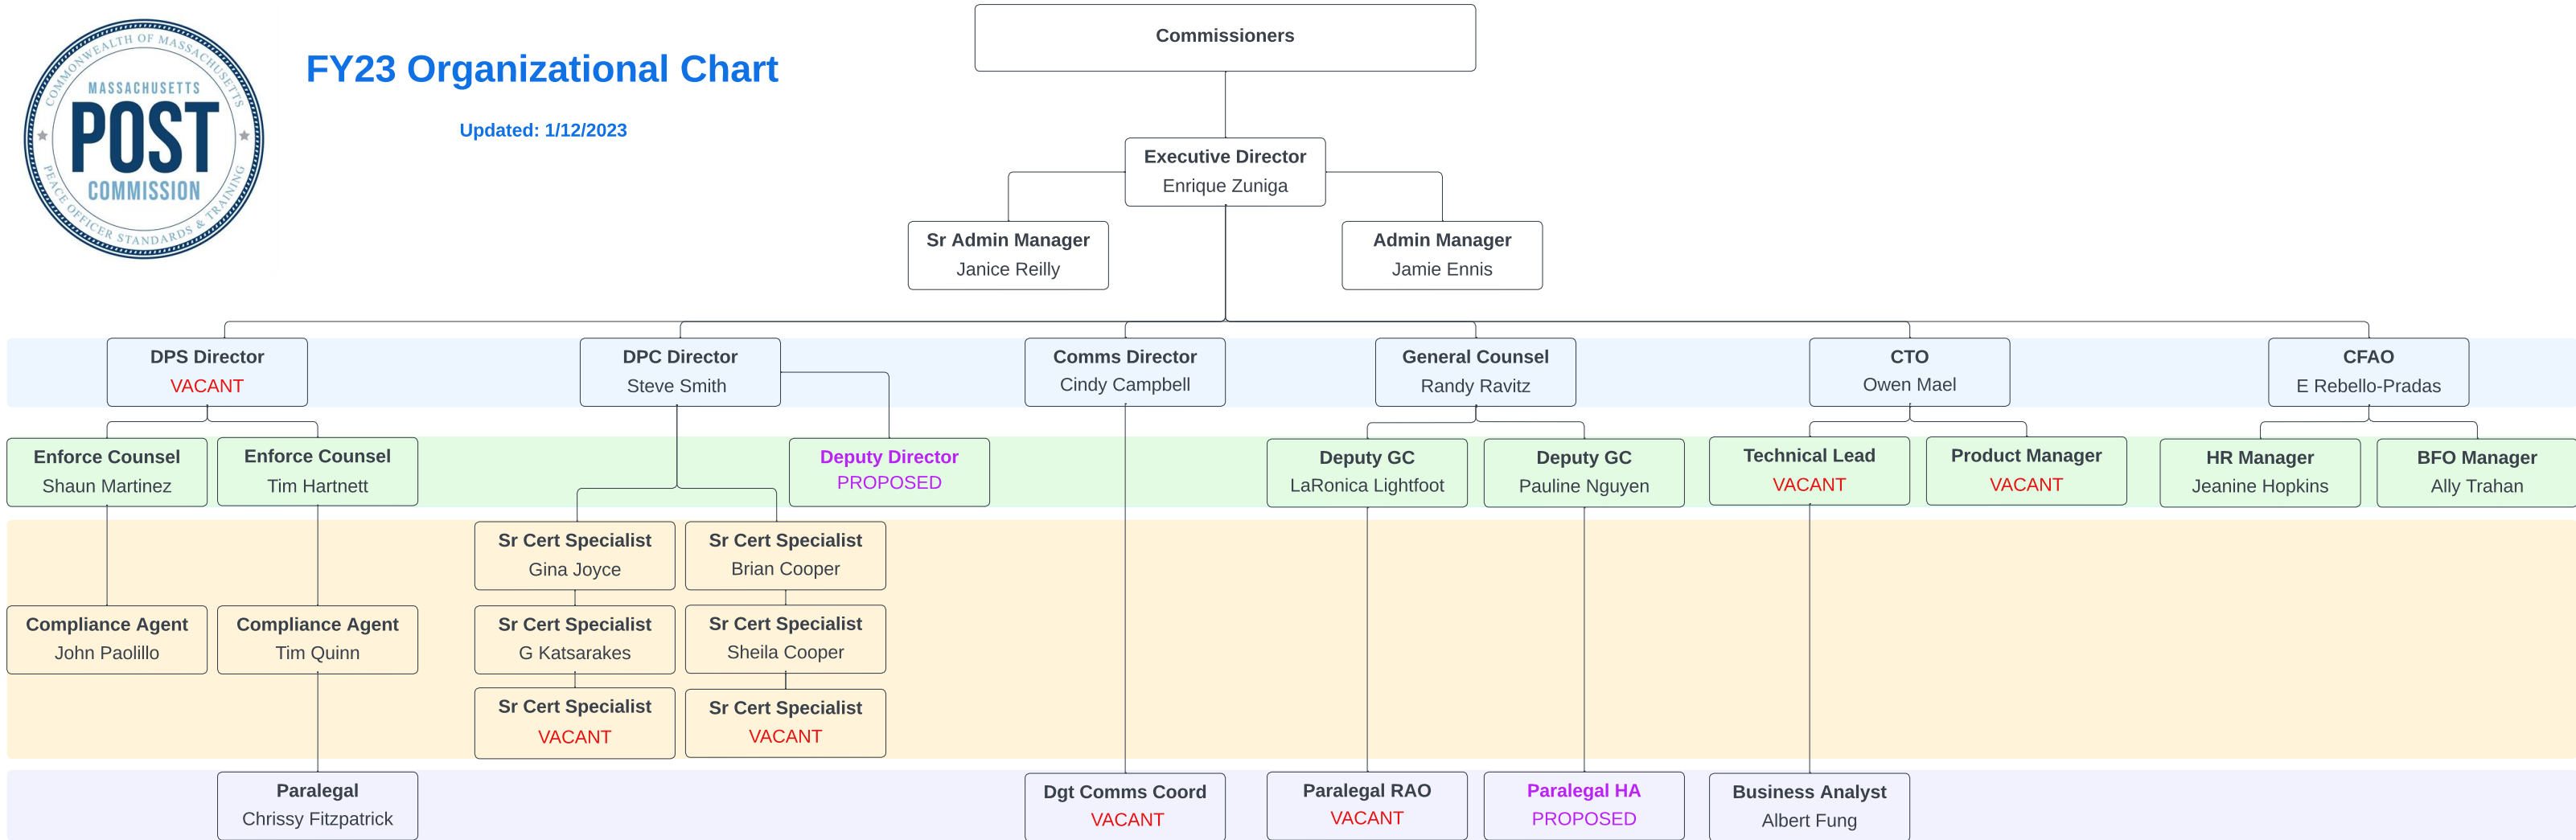 COMMONWEALTH OF MASSACHUSETTS
MASSACHUSETTS
POST
COMMISSION
PEACE OFFICER STANDARDS & TRAINING
FY23 Organizational Chart
Updated: 1/12/2023
Commissioners
Executive Director
Enrique Zuniga
Sr Admin Manager
Janice Reilly
Admin Manager
Jamie Ennis
DPS Director
VACANT
DPC Director
Steve Smith
Comms Director
Cindy Campbell
General Counsel
Randy Ravitz
CTO
Owen Mael
CFAO
E Rebello-Pradas
Enforce Counsel
Shaun Martinez
Enforce Counsel
Tim Hartnett
Deputy Director
PROPOSED
Deputy GC
LaRonica Lightfoot
Deputy GC
Pauline Nguyen
Technical Lead
VACANT
Product Manager
VACANT
HR Manager
Jeanine Hopkins
BFO Manager
Ally Trahan
Sr Cert Specialist
Gina Joyce
Sr Cert Specialist
Brian Cooper
Compliance Agent
John Paolillo
Compliance Agent
Tim Quinn
Sr Cert Specialist
G Katsarakes
Sr Cert Specialist
Sheila Cooper
Sr Cert Specialist
VACANT
Sr Cert Specialist
VACANT
Paralegal
Chrissy Fitzpatrick
Dgt Comms Coord
VACANT
Paralegal RAO
VACANT
Paralegal HA
PROPOSED
Business Analyst
Albert Fung